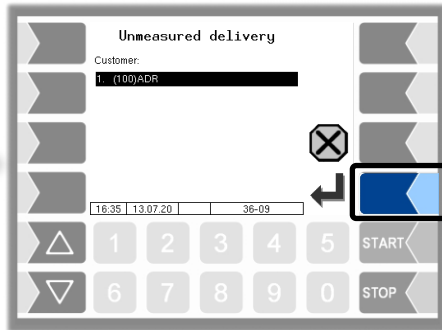 Unmeasured delivery
Customer:
1. (100)ADR
16:35 13.07.20 36-09
1 2 3 4 5 START
6 7 8 9 0 STOP